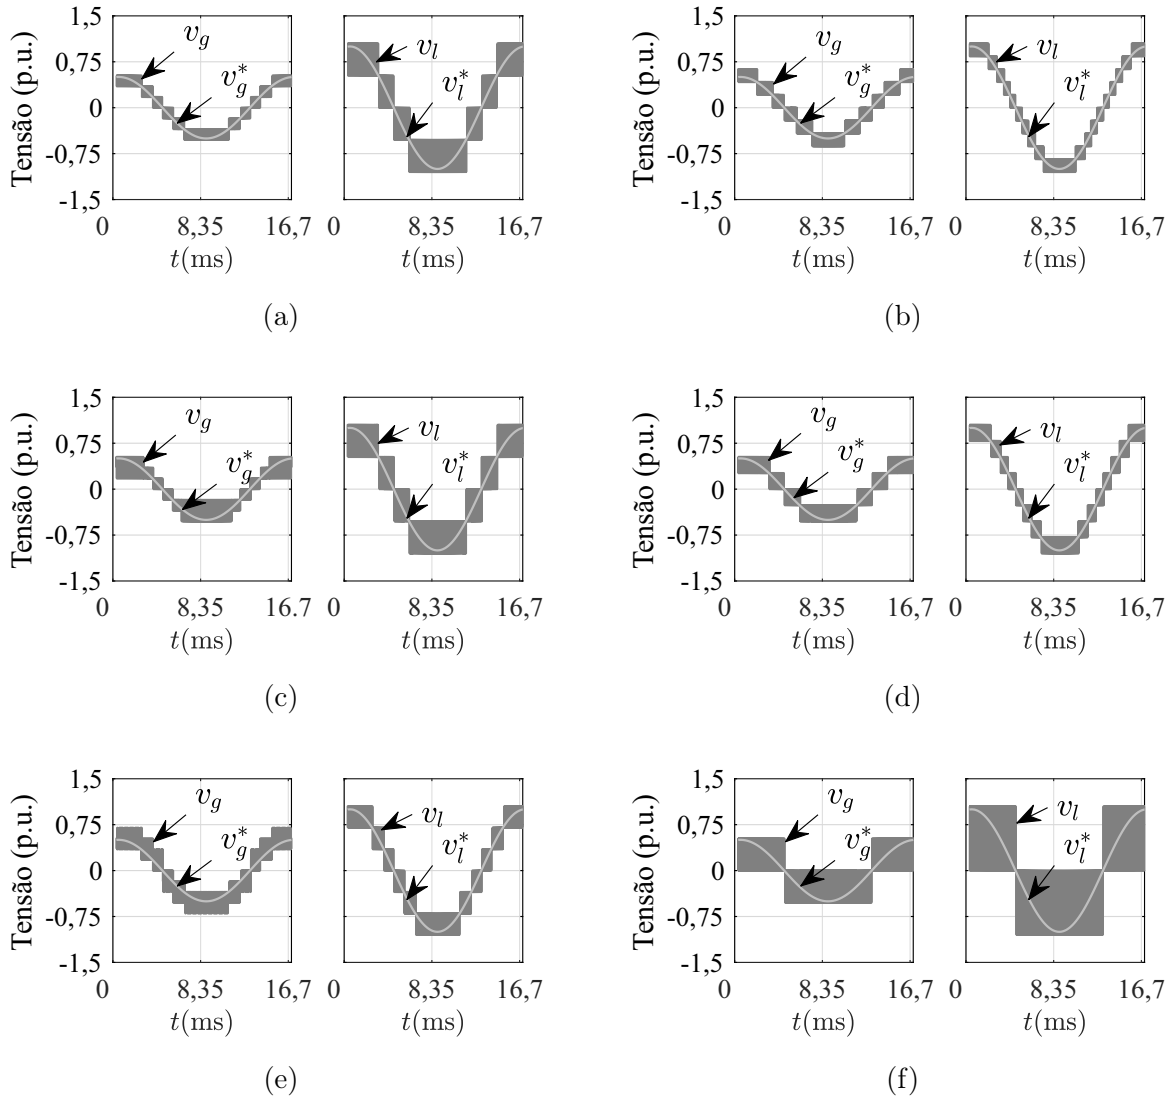 Tensão (p.u.)
1,5
0,75
0
-0,75
-1,5
v_g
v_g^*
0
8,35
16,7
t(ms)
v_l
v_l^*
0
8,35
16,7
t(ms)
(a)
Tensão (p.u.)
1,5
0,75
0
-0,75
-1,5
v_g
v_g^*
0
8,35
16,7
t(ms)
v_l
v_l^*
0
8,35
16,7
t(ms)
(b)
Tensão (p.u.)
1,5
0,75
0
-0,75
-1,5
v_g
v_g^*
0
8,35
16.7
t(ms)
v_l
v_l^*
0
8,35
16.7
t(ms)
(c)
Tensão (p.u.)
1,5
0,75
0
-0,75
-1,5
v_g
v_g^*
0
8,35
16,7
t(ms)
v_l
v_l^*
0
8,35
16,7
t(ms)
(d)
Tensão (p.u.)
1,5
0,75
0
-0,75
-1,5
v_g
v_g^*
0
8,35
16,7
t(ms)
v_l
v_l^*
0
8,35
16,7
t(ms)
(e)
Tensão (p.u.)
1,5
0,75
0
-0,75
-1,5
v_g
v_g^*
0
8,35
16,7
t(ms)
v_l
v_l^*
0
8,35
16,7
t(ms)
(f)